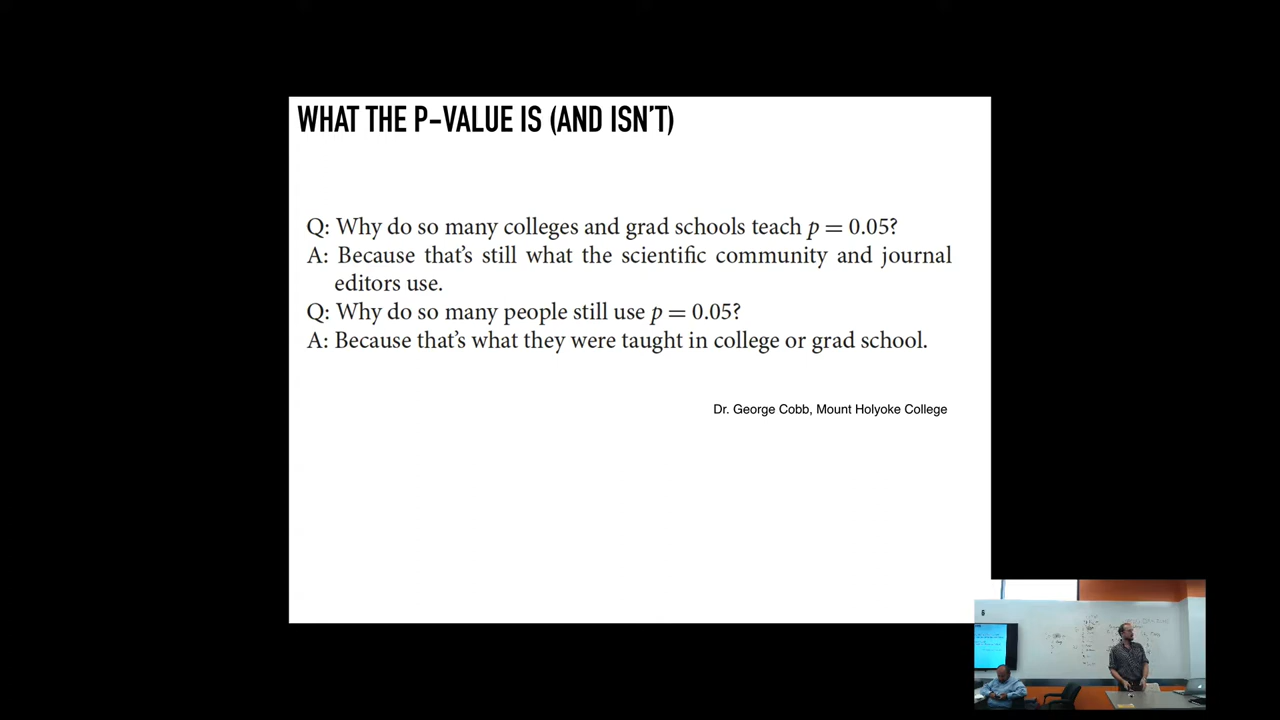 WHAT THE P-VALUE IS (AND ISN'T)
Q: Why do so many colleges and grad schools teach p = 0.05?
A: Because that's still what the scientific community and journal
editors use.
Q: Why do so many people still use p = 0.05?
A: Because that's what they were taught in college or grad school.
Dr. George Cobb, Mount Holyoke College
6